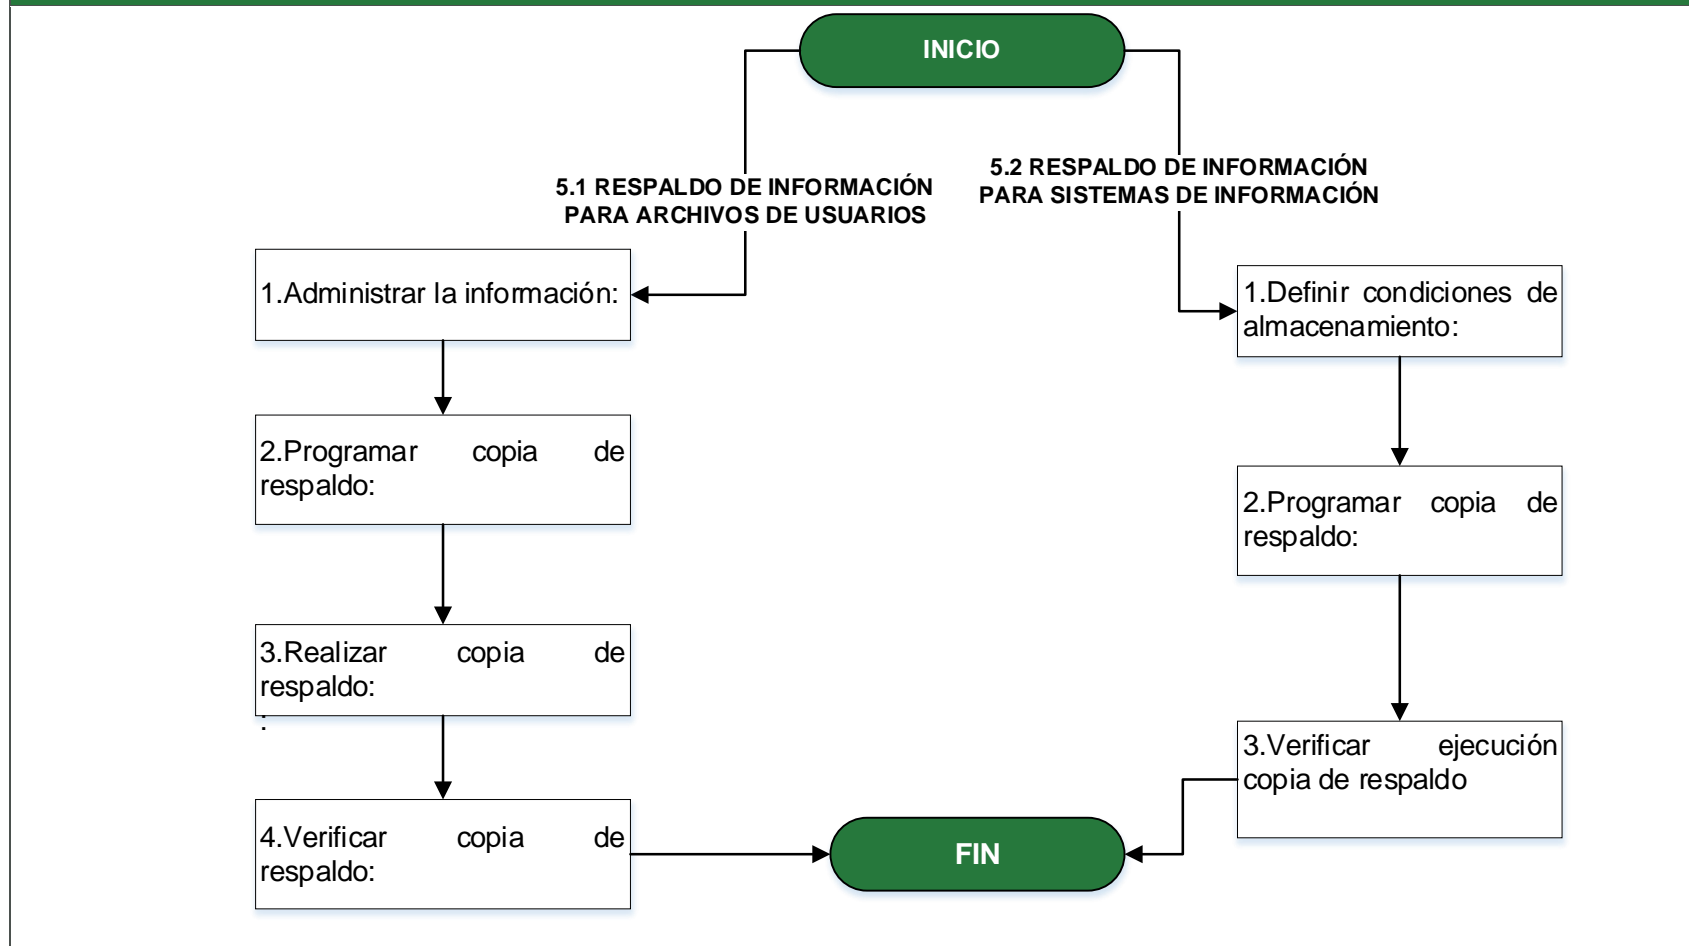 INICIO
5.1 RESPALDO DE INFORMACIÓN
PARA ARCHIVOS DE USUARIOS
5.2 RESPALDO DE INFORMACIÓN
PARA SISTEMAS DE INFORMACIÓN
1.Administrar la información:
2.Programar copia de
respaldo:
3.Realizar copia de
respaldo:
:
4.Verificar copia de
respaldo:
1.Definir condiciones de
almacenamiento:
2.Programar copia de
respaldo:
3.Verificar ejecución
copia de respaldo
FIN